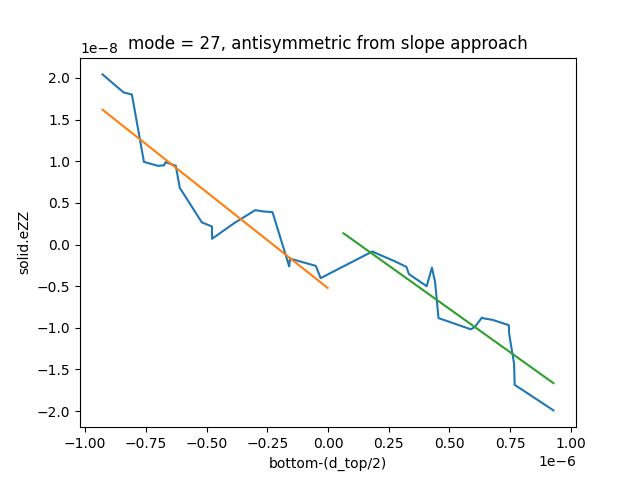 mode = 27, antisymmetric from slope approach
1e−8
2.0
1.5
1.0
0.5
0.0
−0.5
−1.0
−1.5
−2.0
solid.eZZ
−1.00 −0.75 −0.50 −0.25 0.00 0.25 0.50 0.75 1.00
bottom-(d_top/2)
1e−6